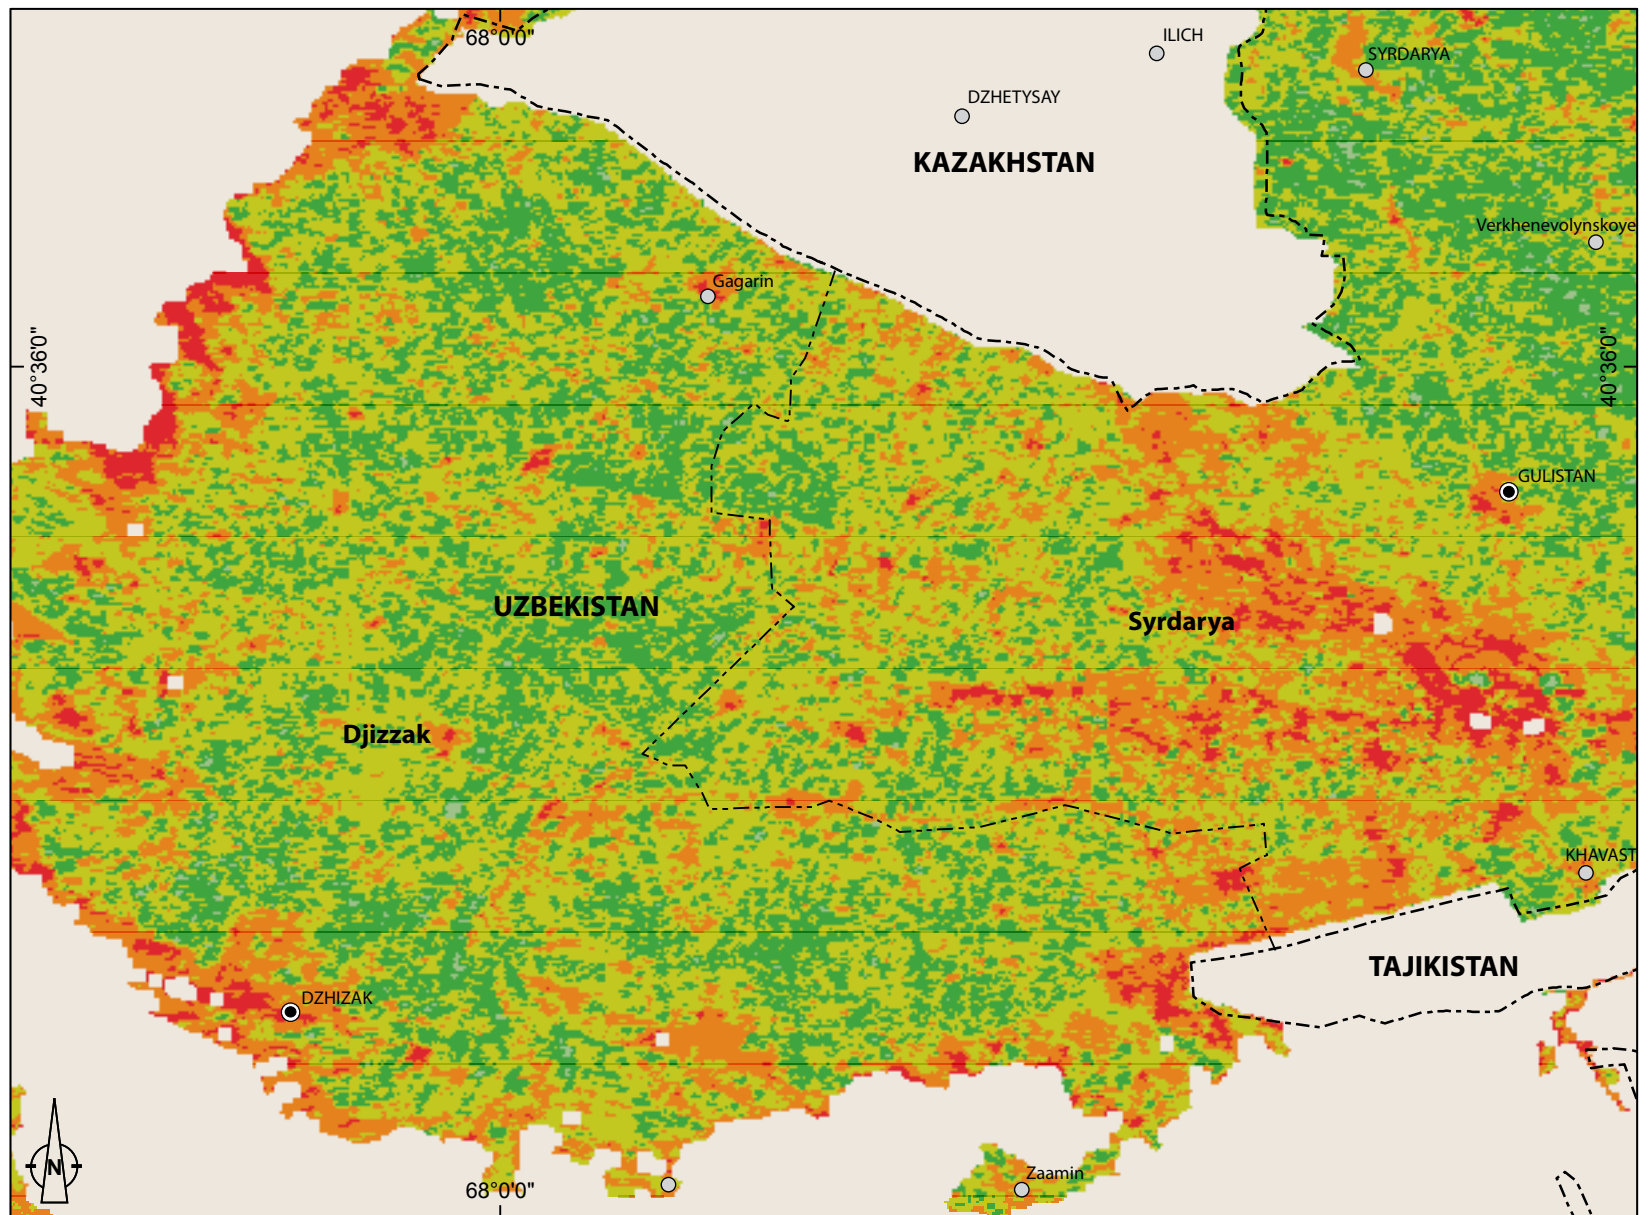 68°0'0"
ILICH
SYRDARYA
DZHETYSAY
KAZAKHSTAN
Verkhenevolynskoye
Gagarin
40°36'0"
40°36'0"
GULISTAN
UZBEKISTAN
Syrdarya
Djizzak
KHAVAST
TAJIKISTAN
DZHIZAK
N
Zaamin
68°0'0"